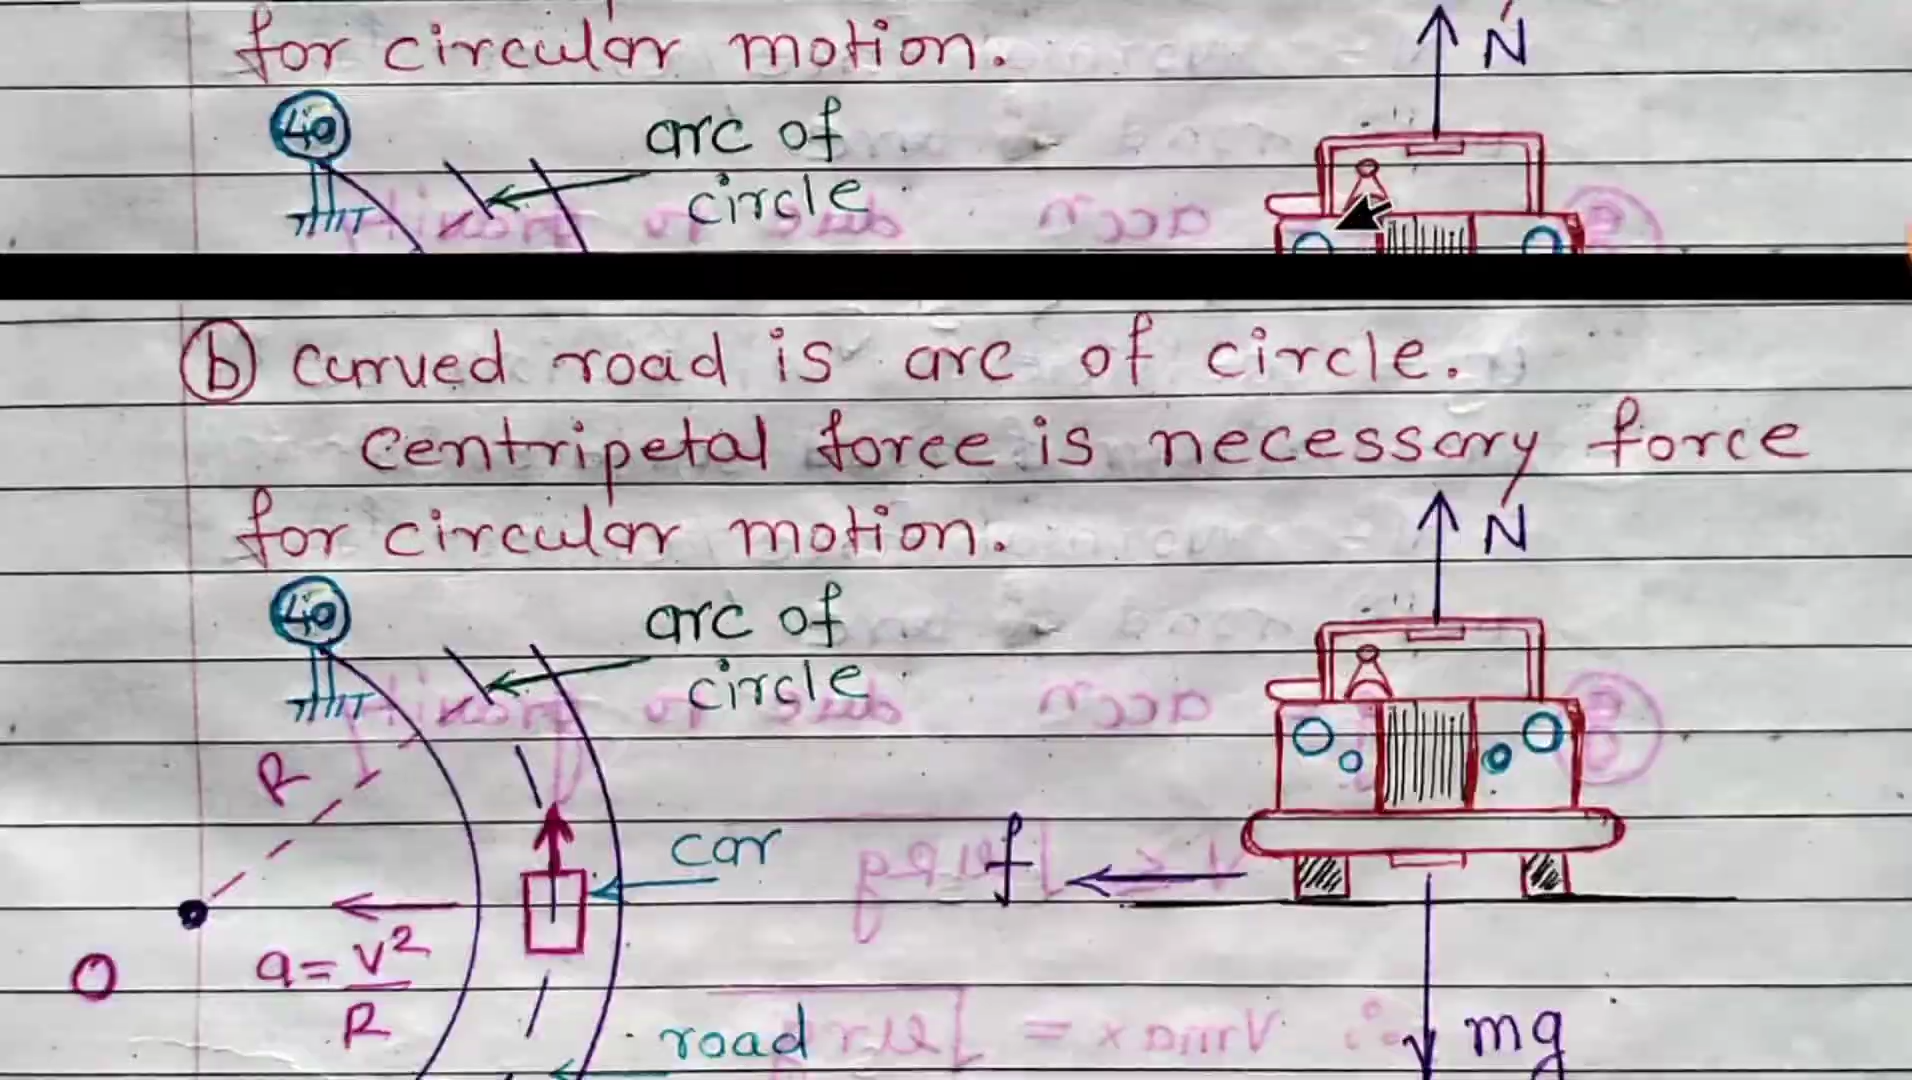 for circular motion.
N
40
arc of
circle
b curved road is arc of circle.
Centripetal force is necessary force
for circular motion.
N
40
arc of
circle
R
car
f
a = v²/R
O
road
mg